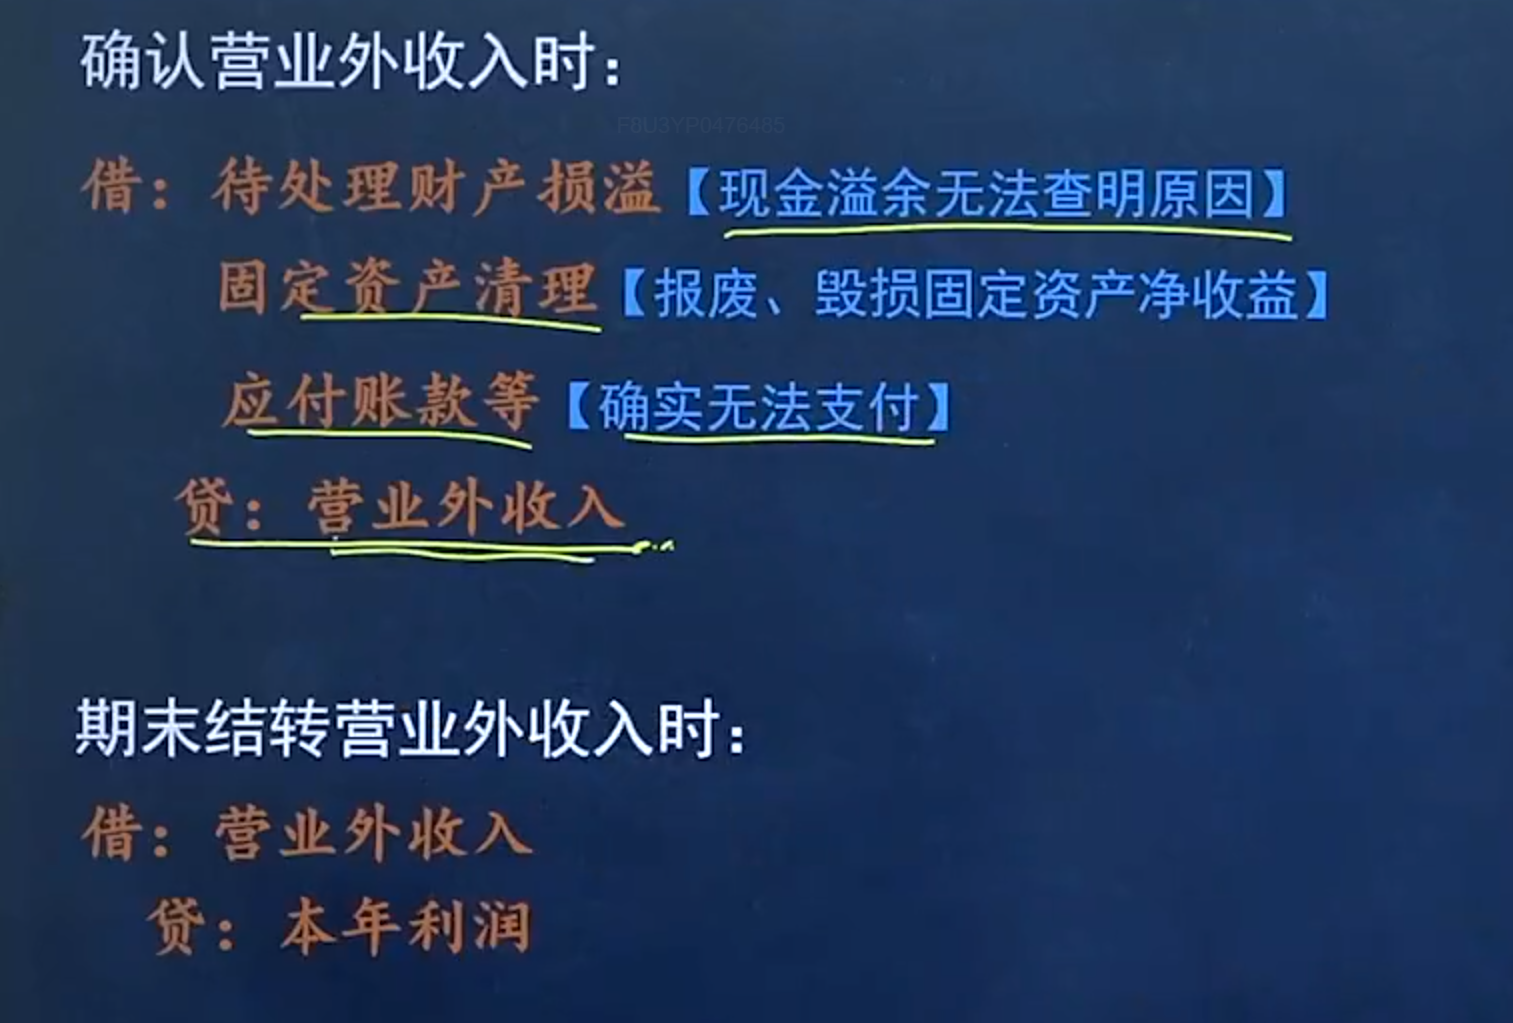 确认营业外收入时：
F8U3YP0476485
借：待处理财产损溢【现金溢余无法查明原因】
固定资产清理【报废、毁损固定资产净收益】
应付账款等【确实无法支付】
贷：营业外收入
期末结转营业外收入时：
借：营业外收入
贷：本年利润